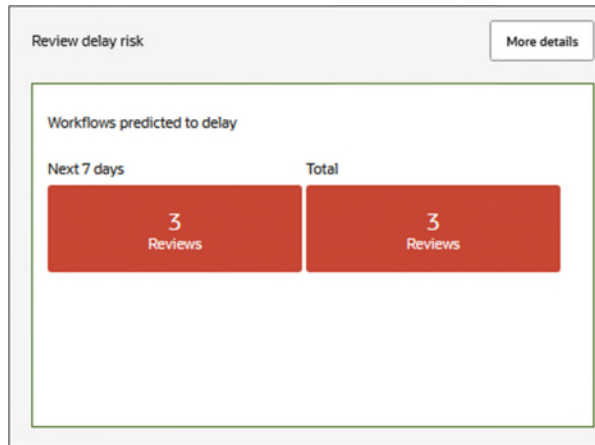 Review delay risk
More details
Workflows predicted to delay
Next 7 days
Total
3
Reviews
3
Reviews